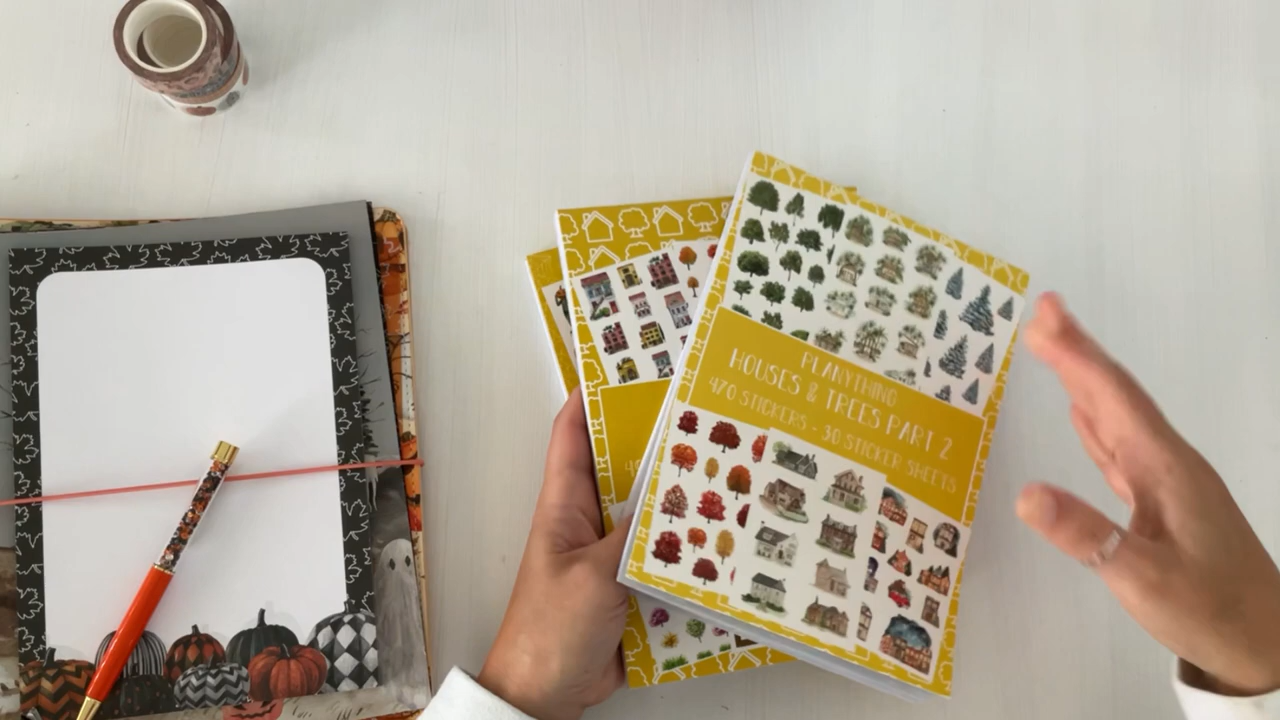 PLANYTHING
HOUSES & TREES PART 2
470 STICKERS - 30 STICKER SHEETS